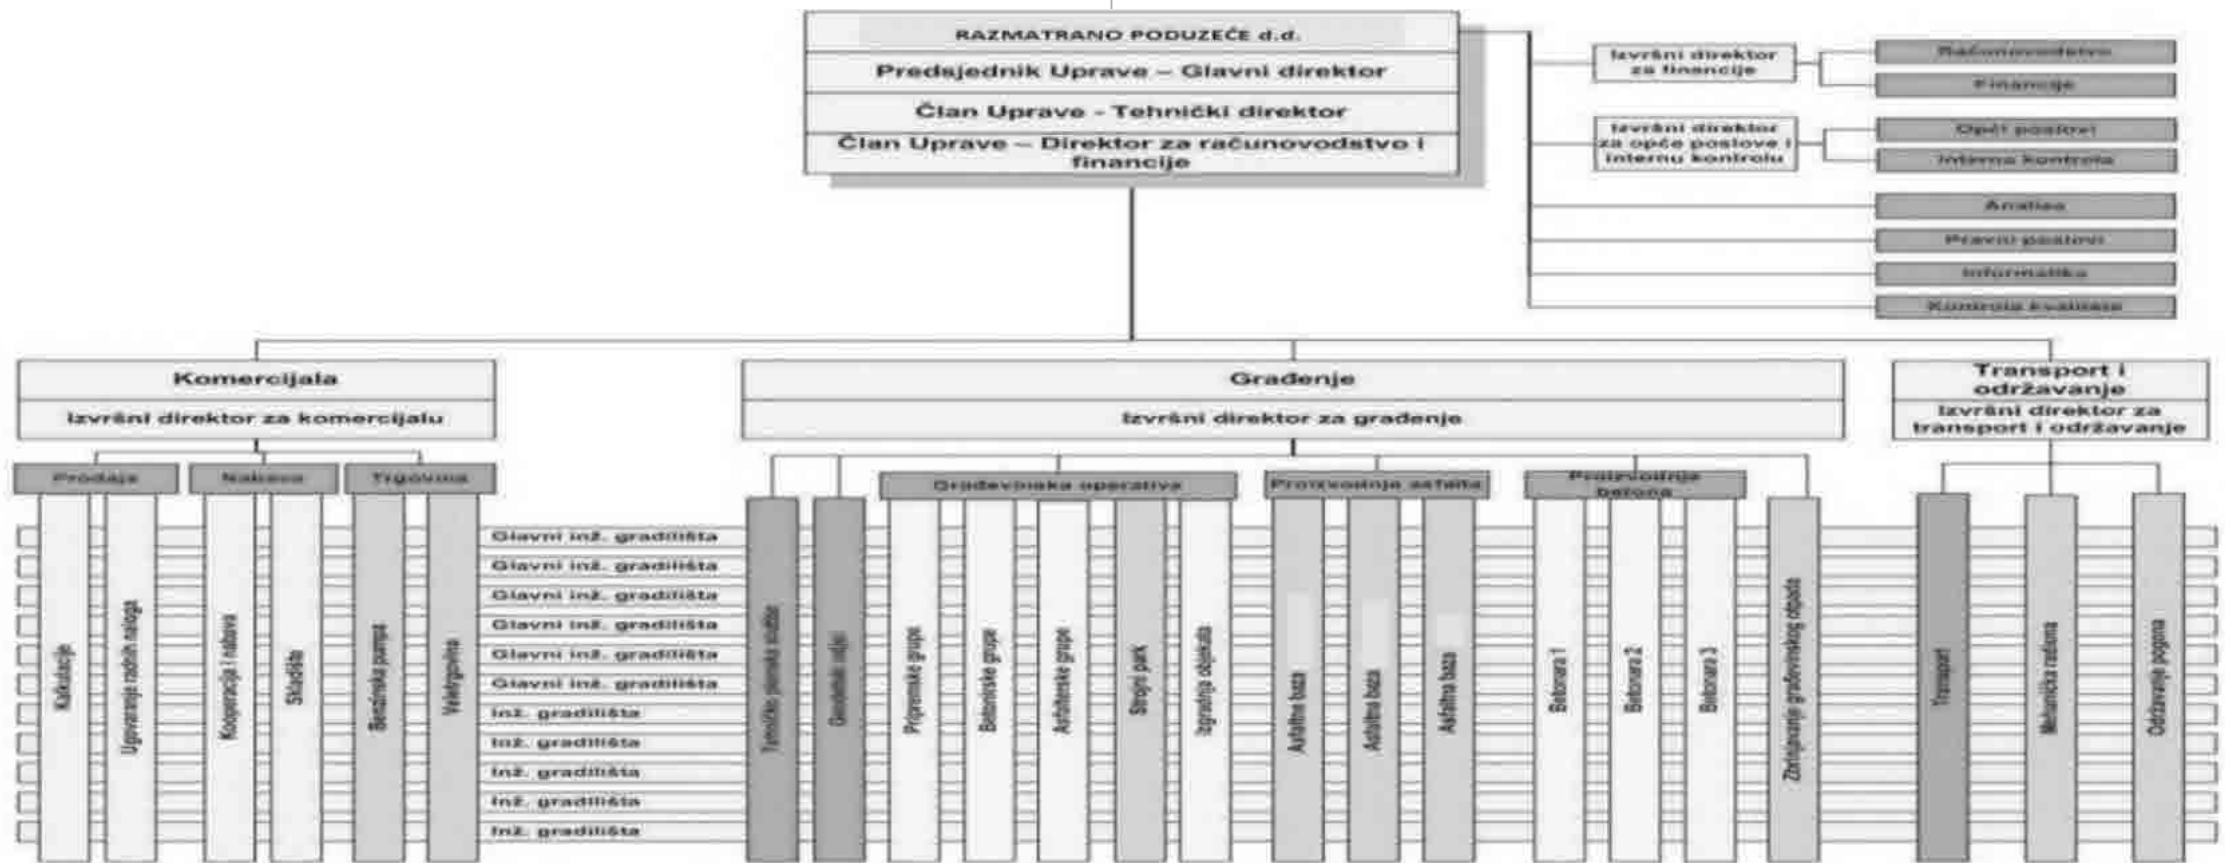 RAZMATRANO PODUZEĆE d.d.
Predsjednik Uprave – Glavni direktor
Član Uprave - Tehnički direktor
Član Uprave – Direktor za računovodstvo i
financije
Izvršni direktor
za financije
Računovodstvo
Financije
Izvršni direktor
za opće poslove i
internu kontrolu
Opći poslovi
Interna kontrola
Analiza
Pravni poslovi
Informatika
Kontrola kvalitete
Komercijala
Izvršni direktor za komercijalu
Građenje
Izvršni direktor za građenje
Transport i
održavanje
Izvršni direktor za
transport i održavanje
Prodaja
Nabava
Trgovina
Građevinska operativa
Proizvodnja asfalta
Proizvodnja
betona
Kalkulacije
Ugovaranje radnih naloga
Kooperacija i nabava
Skladište
Benzinska pumpa
Veletrgovina
Glavni inž. gradilišta
Glavni inž. gradilišta
Glavni inž. gradilišta
Glavni inž. gradilišta
Glavni inž. gradilišta
Glavni inž. gradilišta
Inž. gradilišta
Inž. gradilišta
Inž. gradilišta
Inž. gradilišta
Inž. gradilišta
Geodetski odjel
Pripremske grupe
Betonirske grupe
Asfalterske grupe
Strojni park
Izgradnja objekata
Asfaltna baza
Asfaltna baza
Asfaltna baza
Betonara 1
Betonara 2
Betonara 3
Zbrinjavanje građevinskog otpada
Transport
Mehanička radiona
Održavanje pogona